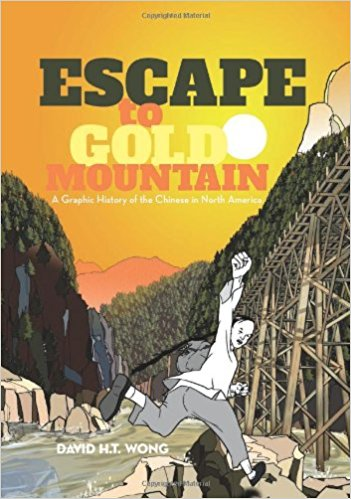 ESCAPE
to
GOLD
MOUNTAIN
A Graphic History of the Chinese in North America
DAVID H.T. WONG